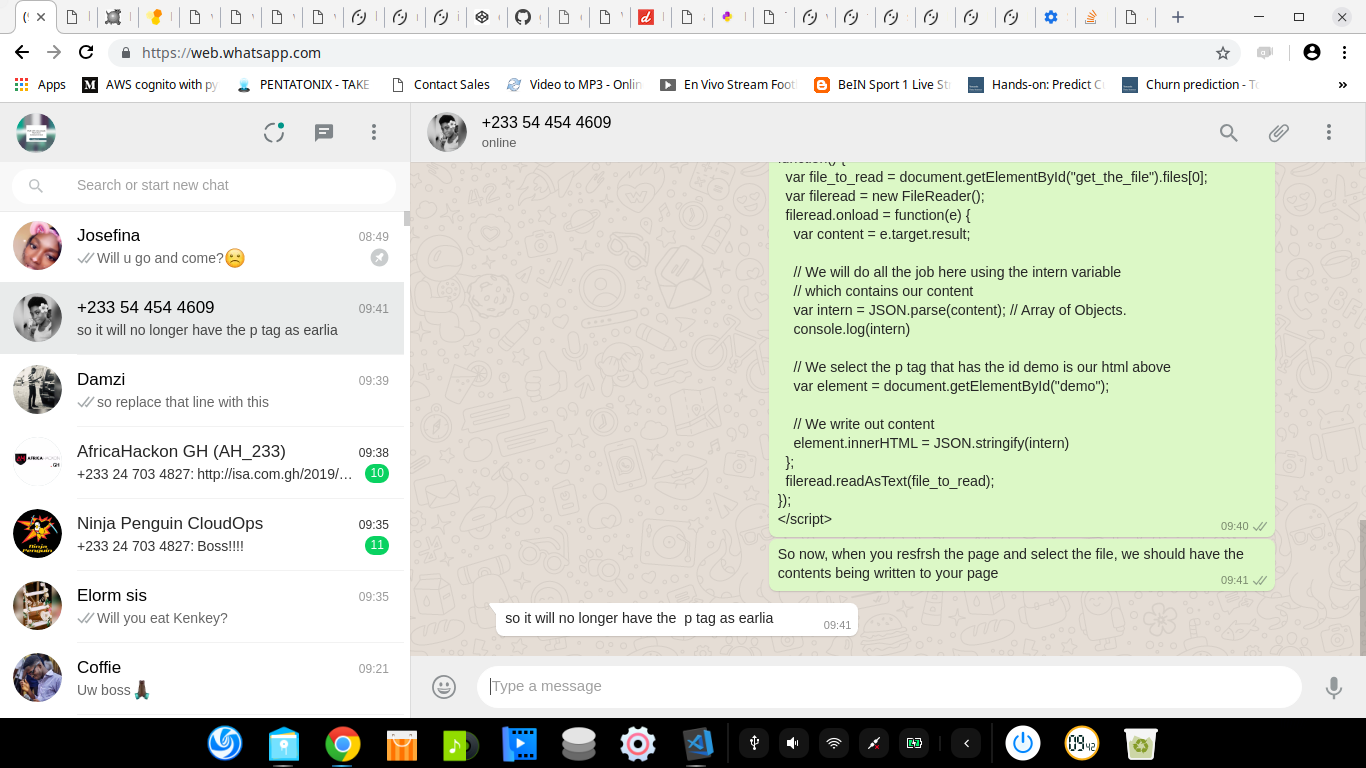 https://web.whatsapp.com
Apps
AWS cognito with py
PENTATONIX - TAKE
Contact Sales
Video to MP3 - Onlin
En Vivo Stream Foot
BeIN Sport 1 Live St
Hands-on: Predict C
Churn prediction - To
»
+233 54 454 4609
online
Search or start new chat
Josefina
08:49
Will u go and come?☹️
+233 54 454 4609
09:41
so it will no longer have the p tag as earlia
Damzi
09:39
so replace that line with this
AfricaHackon GH (AH_233)
09:38
+233 24 703 4827: http://isa.com.gh/2019/…
10
Ninja Penguin CloudOps
09:35
+233 24 703 4827: Boss!!!!
11
Elorm sis
09:35
Will you eat Kenkey?
Coffie
09:21
Uw boss
function() {
var file_to_read = document.getElementById("get_the_file").files[0];
var fileread = new FileReader();
fileread.onload = function(e) {
var content = e.target.result;
// We will do all the job here using the intern variable
// which contains our content
var intern = JSON.parse(content); // Array of Objects.
console.log(intern)
// We select the p tag that has the id demo is our html above
var element = document.getElementById("demo");
// We write out content
element.innerHTML = JSON.stringify(intern)
};
fileread.readAsText(file_to_read);
});
</script>
09:40
So now, when you resfrsh the page and select the file, we should have the
contents being written to your page
09:41
so it will no longer have the  p tag as earlia
09:41
Type a message
09 42